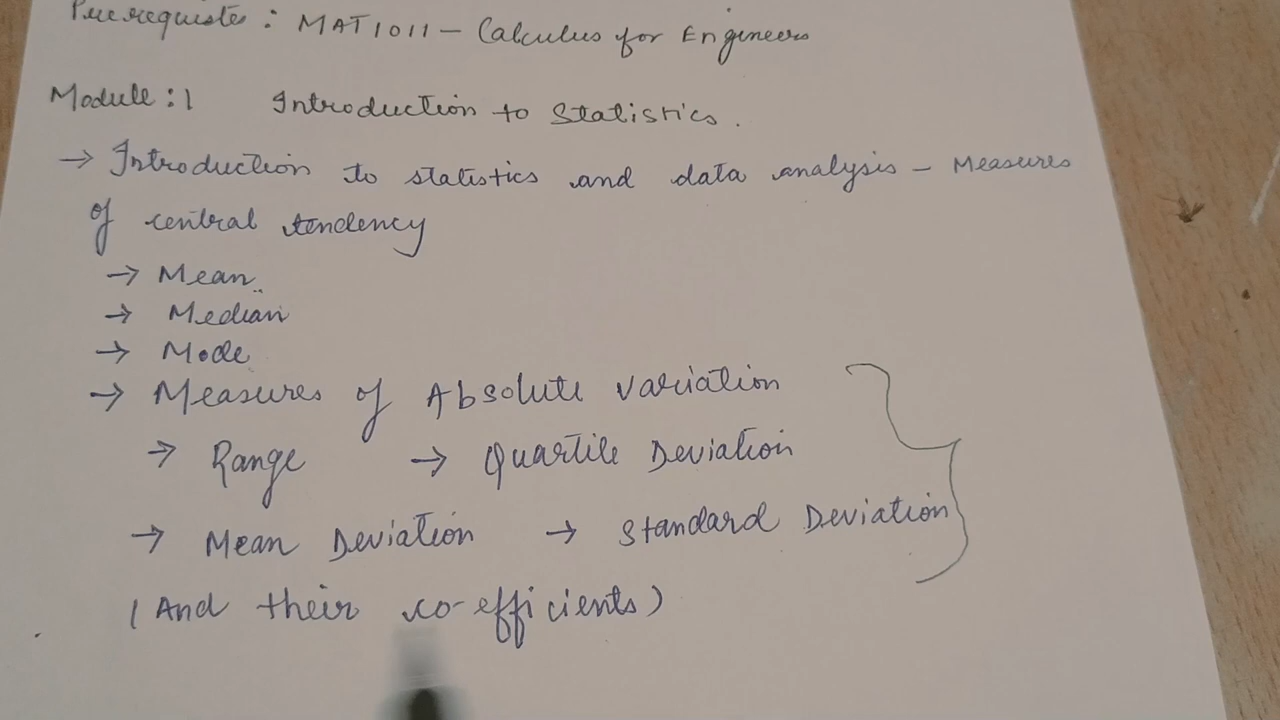 Prerequistes : MAT1011 – Calculus for Engineers
Module : 1 Introduction to Statistics.
→ Introduction to statistics and data analysis – Measures
of central tendency
→ Mean
→ Median
→ Mode
→ Measures of Absolute variation
→ Range → Quartile Deviation
→ Mean Deviation → Standard Deviation
(And their co-efficients)